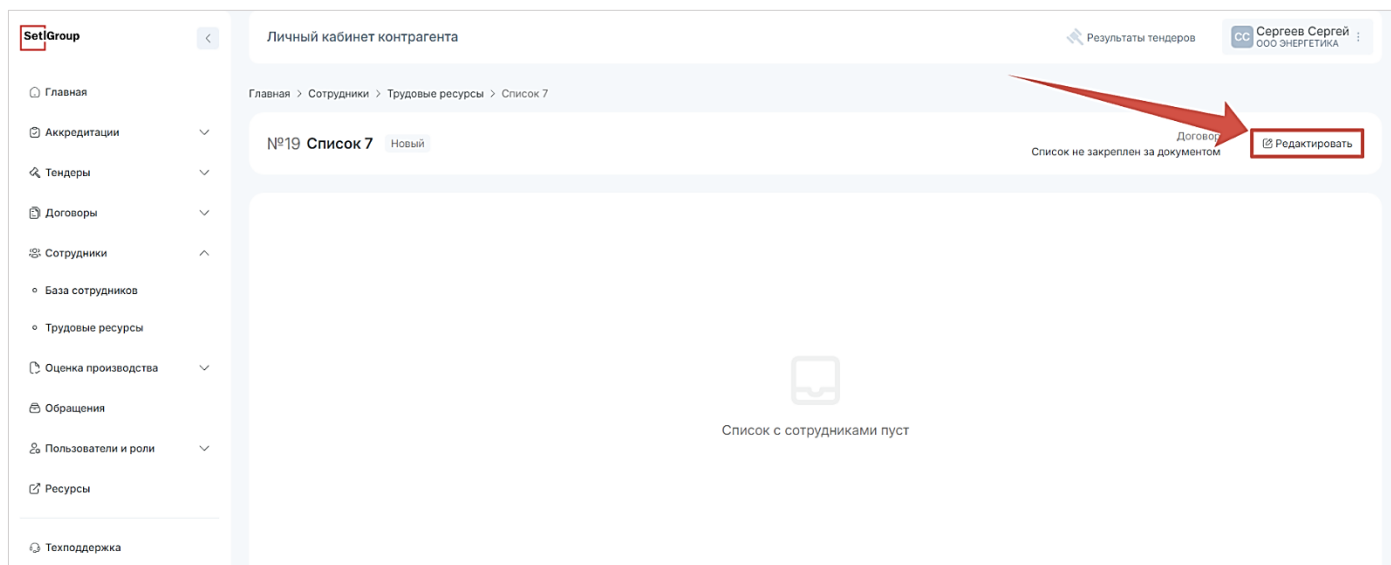 SetlGroup
Личный кабинет контрагента
Результаты тендеров
СС
Сергеев Сергей
ООО ЭНЕРГЕТИКА
Главная
Аккредитации
Тендеры
Договоры
Сотрудники
База сотрудников
Трудовые ресурсы
Оценка производства
Обращения
Пользователи и роли
Ресурсы
Техподдержка
Главная > Сотрудники > Трудовые ресурсы > Список 7
№19 Список 7 Новый
Договор
Список не закреплен за документом
Редактировать
Список с сотрудниками пуст